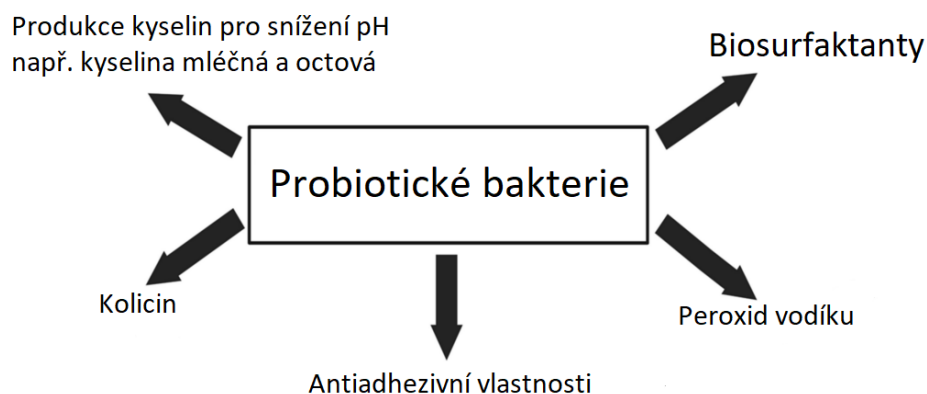 Produkce kyselin pro snížení pH
např. kyselina mléčná a octová
Biosurfaktanty
Probiotické bakterie
Kolicin
Peroxid vodíku
Antiadhezivní vlastnosti